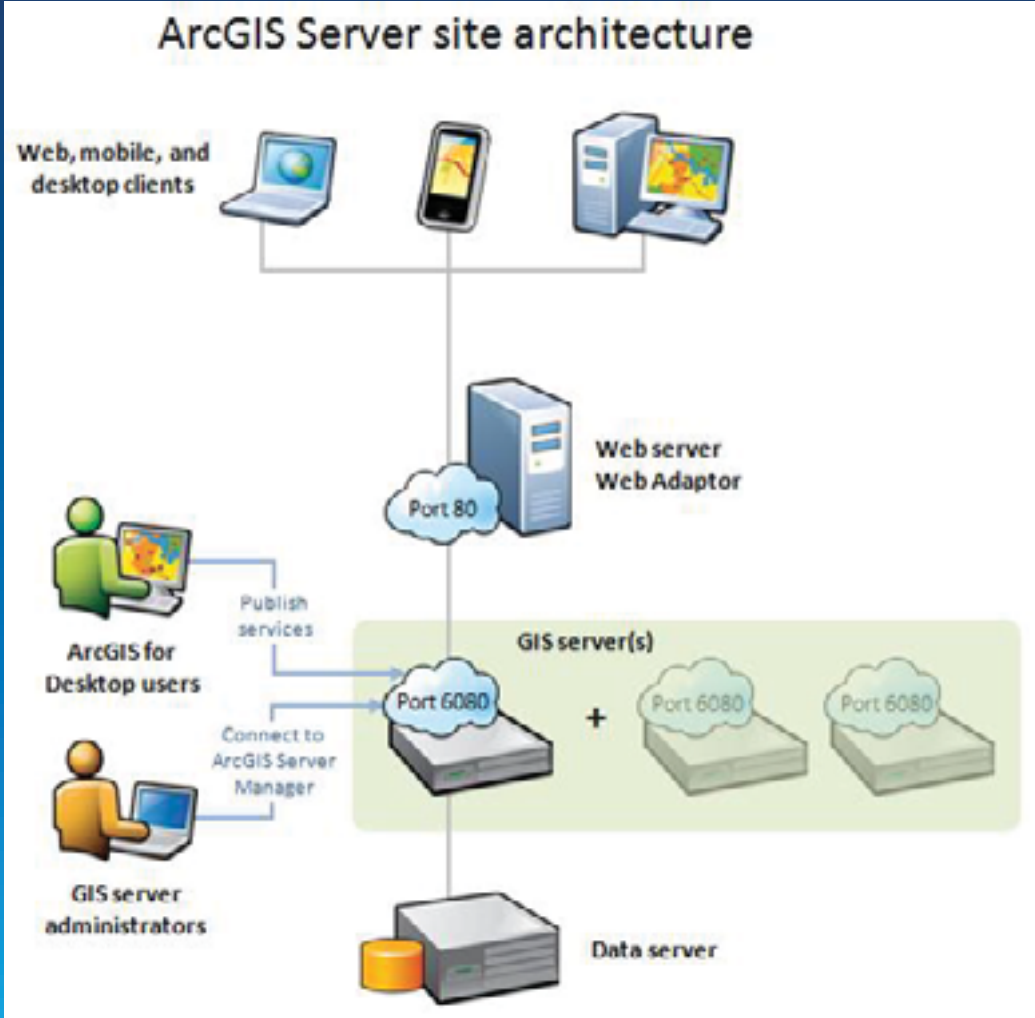 ArcGIS Server site architecture
Web, mobile, and
desktop clients
Web server
Web Adaptor
Port 80
Publish
services
ArcGIS for
Desktop users
GIS server(s)
Port 6080
+
Port 6080
Port 6080
Connect to
ArcGIS Server
Manager
GIS server
administrators
Data server